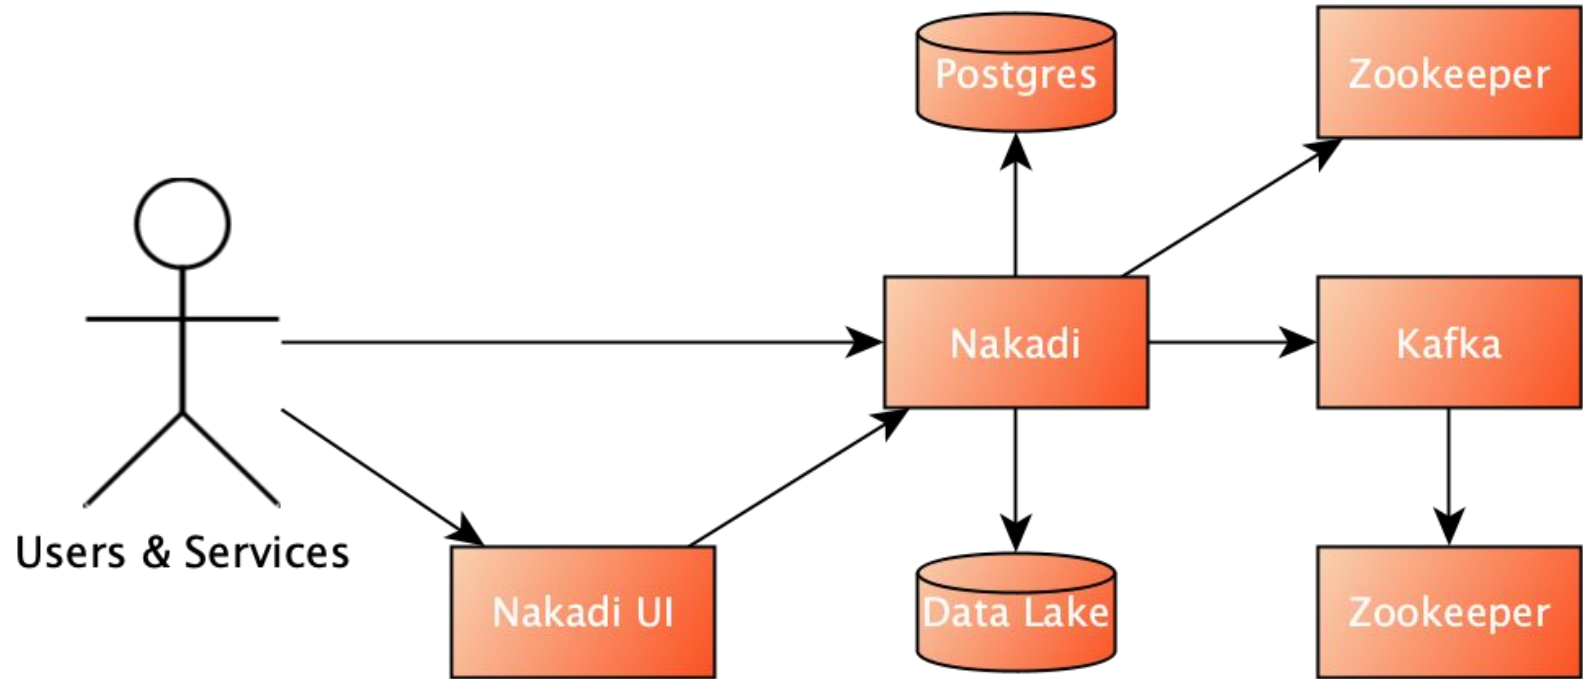 Postgres
Zookeeper
Nakadi
Kafka
Users & Services
Nakadi UI
Data Lake
Zookeeper